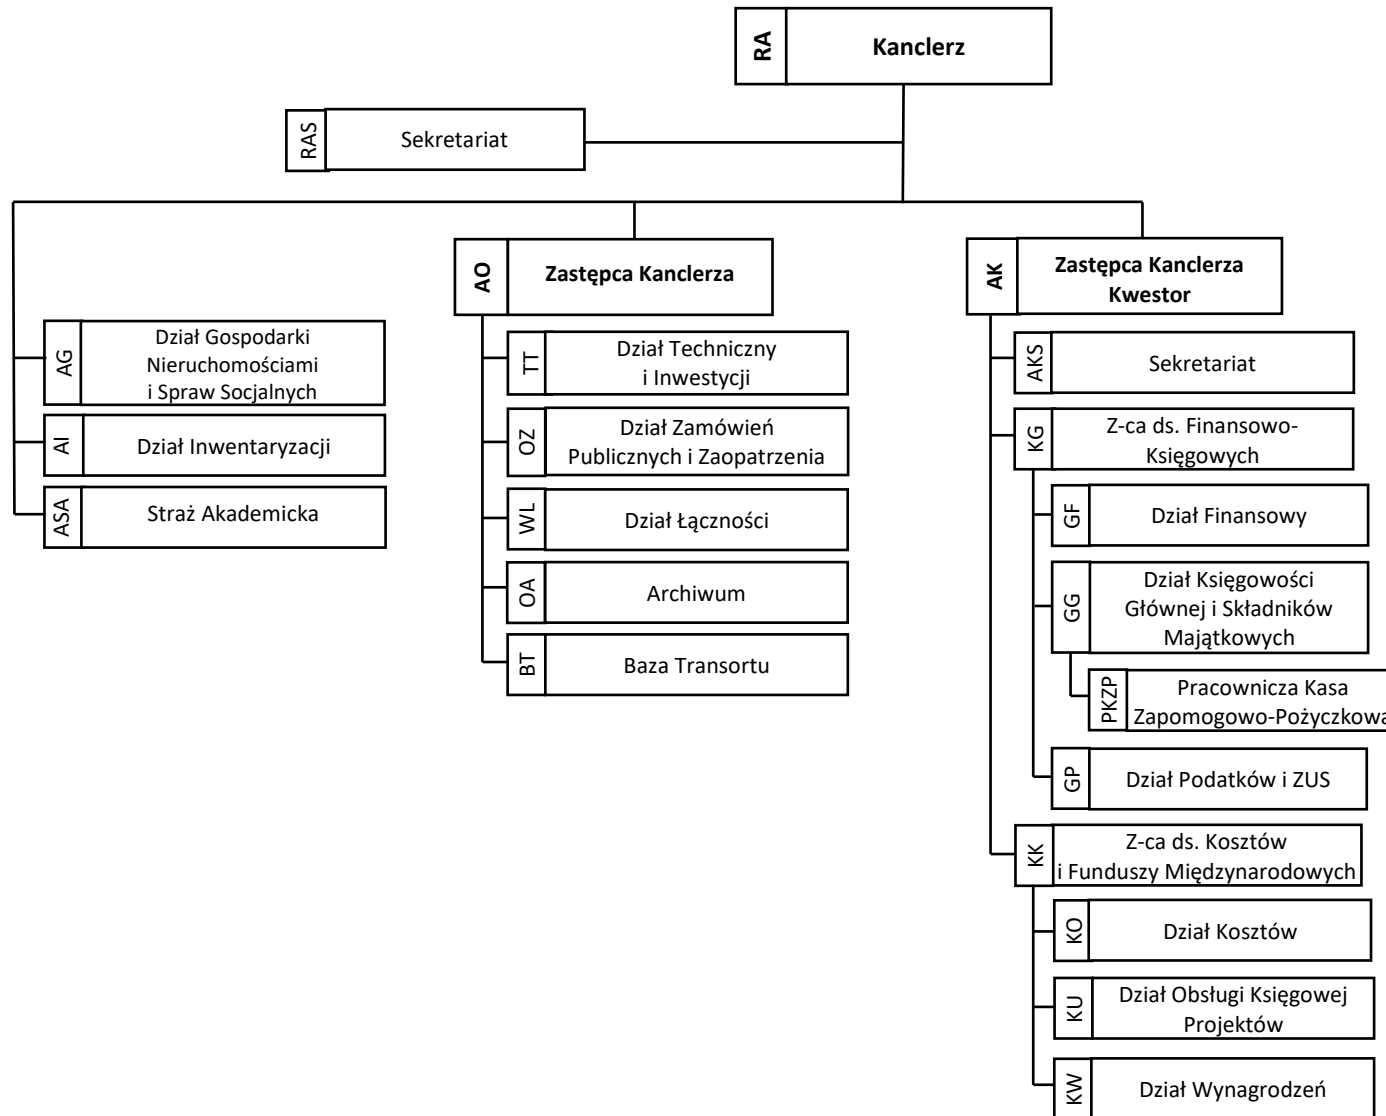 RA
Kanclerz
RAS
Sekretariat
AG
Dział Gospodarki
Nieruchomościami
i Spraw Socjalnych
AI
Dział Inwentaryzacji
ASA
Straż Akademicka
AO
Zastępca Kanclerza
TT
Dział Techniczny
i Inwestycji
OZ
Dział Zamówień
Publicznych i Zaopatrzenia
WL
Dział Łączności
OA
Archiwum
BT
Baza Transortu
AK
Zastępca Kanclerza
Kwestor
AKS
Sekretariat
KG
Z-ca ds. Finansowo-
Księgowych
GF
Dział Finansowy
GG
Dział Księgowości
Głównej i Składników
Majątkowych
PKZP
Pracownicza Kasa
Zapomogowo-Pożyczkowa
GP
Dział Podatków i ZUS
KK
Z-ca ds. Kosztów
i Funduszy Międzynarodowych
KO
Dział Kosztów
KU
Dział Obsługi Księgowej
Projektów
KW
Dział Wynagrodzeń